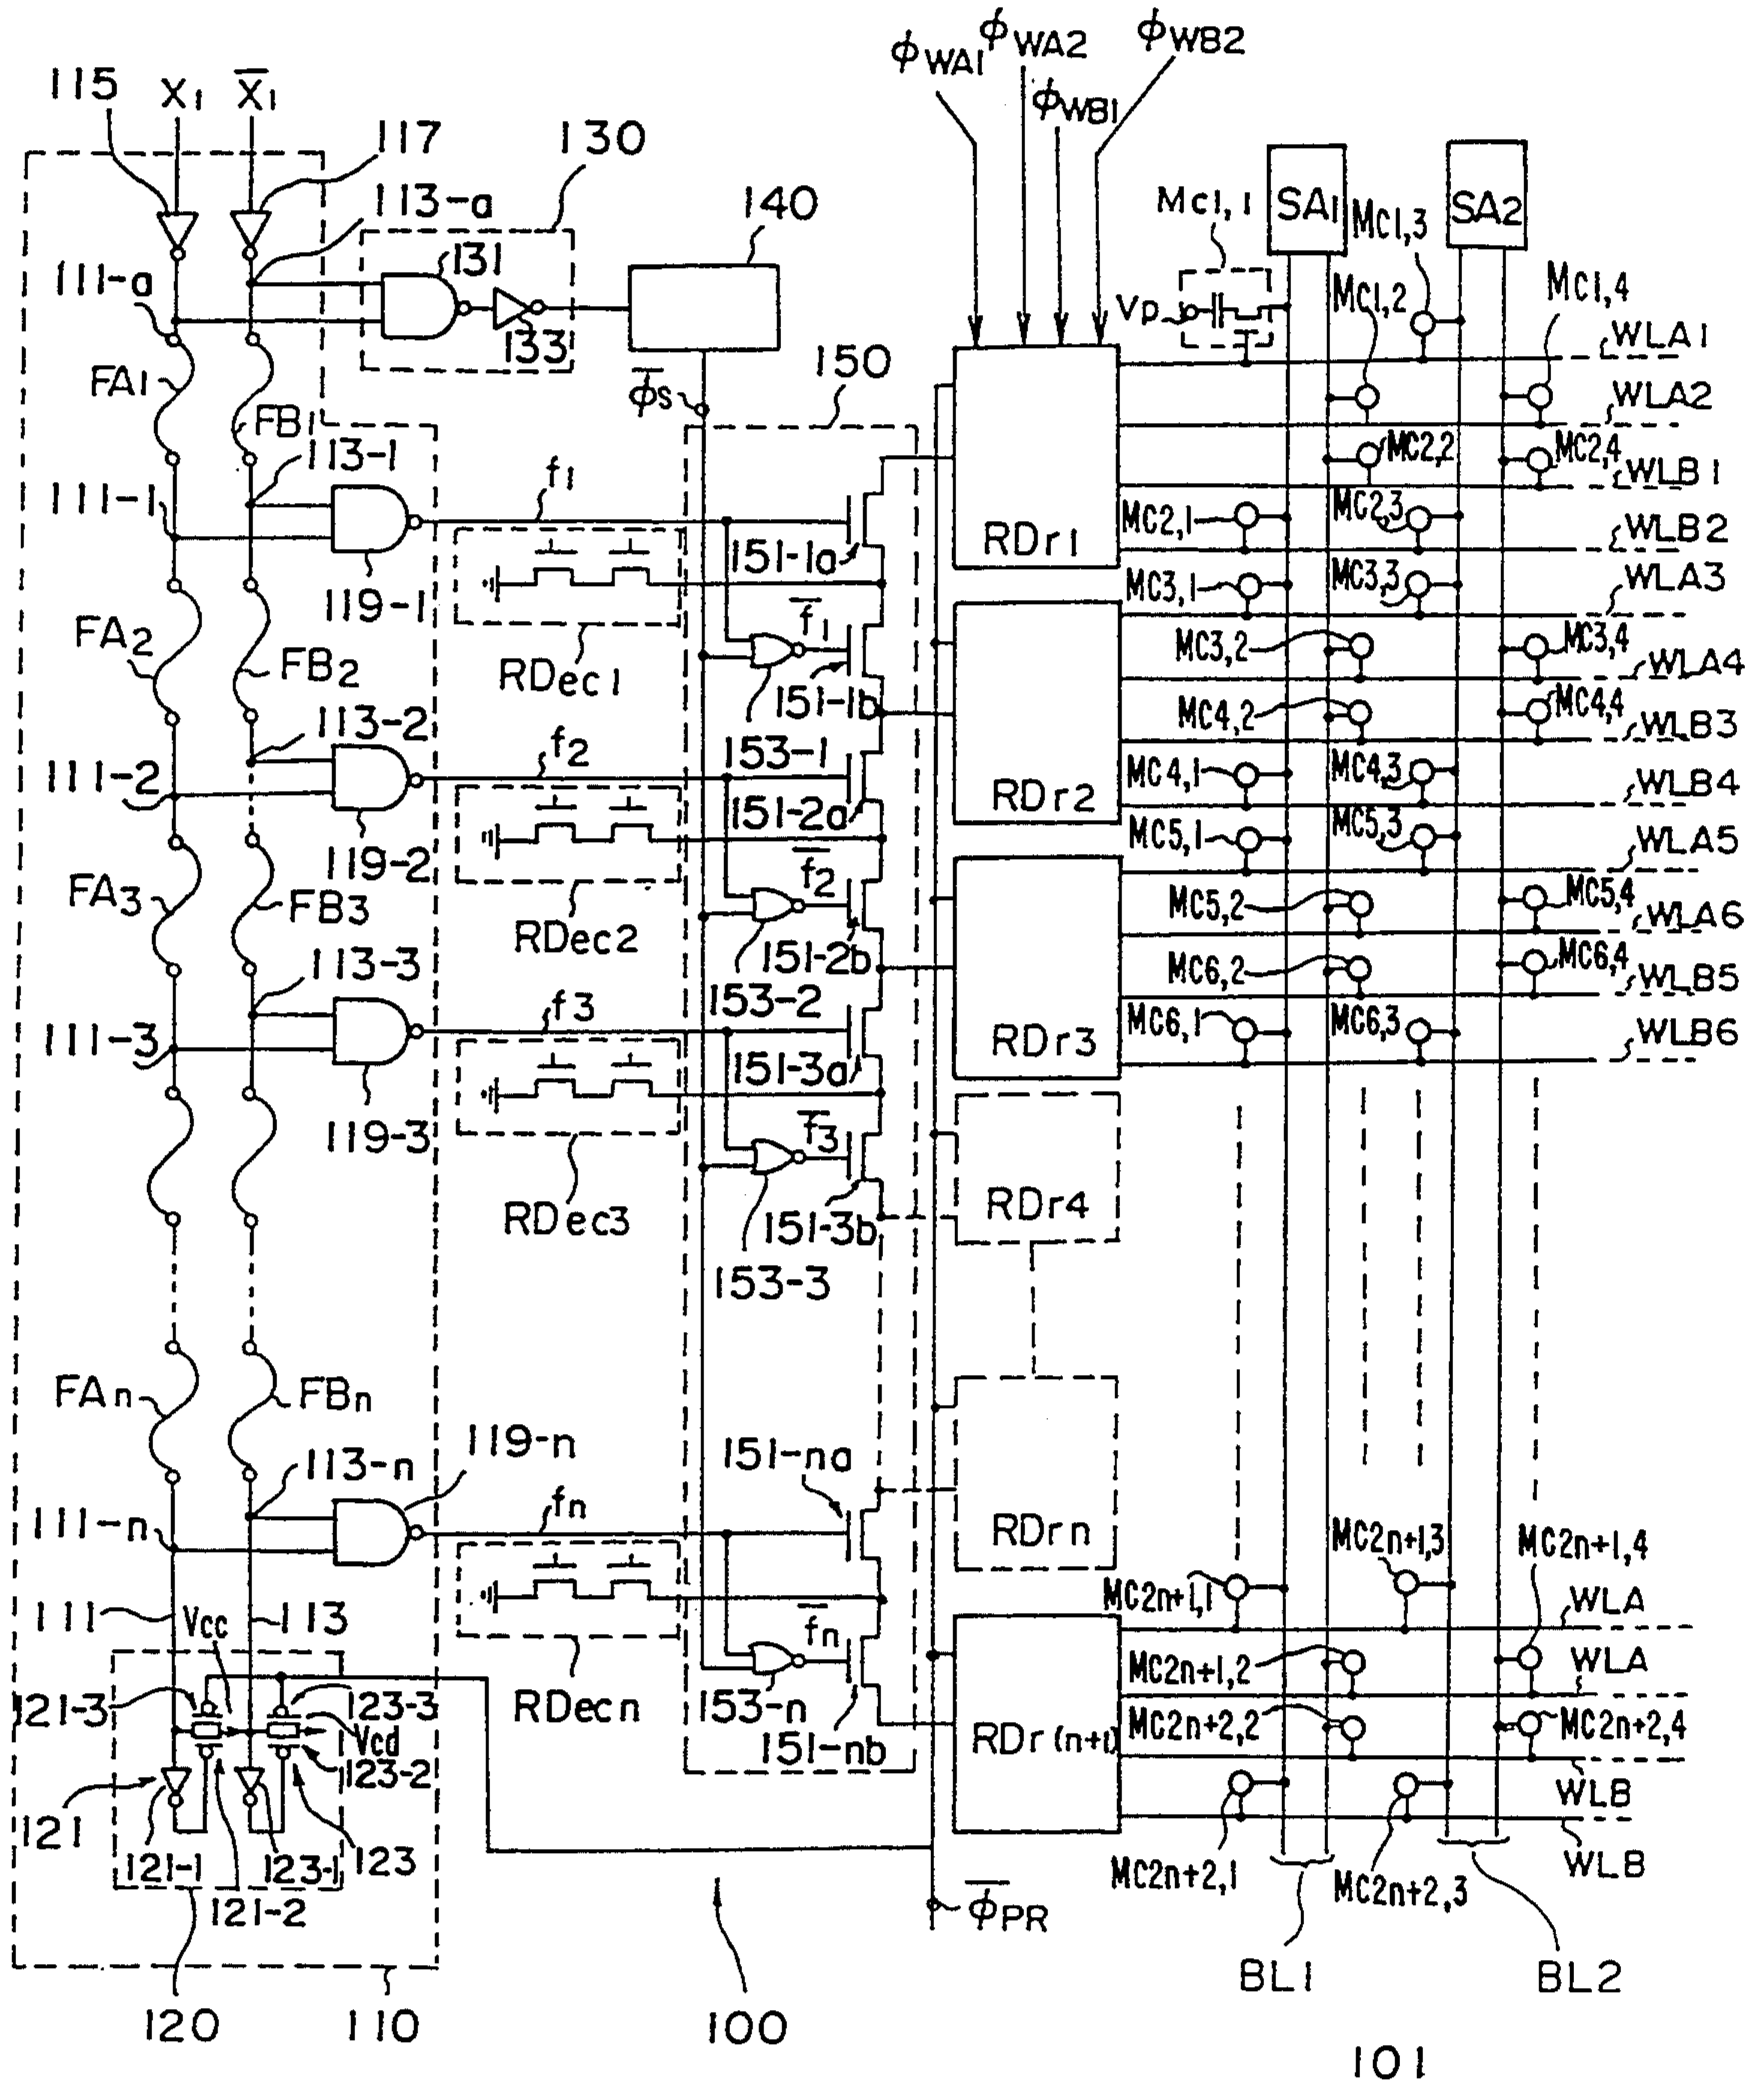 ϕWA1 ϕWA2 ϕWB1 ϕWB2
115 X1 X̅1̅
117 130
113-a 140
SA1 SA2
Mc1,1 Mc1,3
111-a 131 133
Vp Mc1,2 Mc1,4
WLA1
FA1 FB1 ϕ̅s 150
WLA2
113-1 f1
MC2,2 MC2,4 WLB1
111-1 119-1
151-1a RDr1
MC2,1 MC2,3 WLB2
MC3,1 MC3,3 WLA3
FA2 FB2 RDec1
f̅1 151-1b
MC3,2 MC3,4 WLA4
MC4,2 MC4,4 WLB3
113-2 f2 153-1
111-2 119-2
151-2a RDr2
MC4,1 MC4,3 WLB4
MC5,1 MC5,3 WLA5
FA3 FB3 RDec2
f̅2 151-2b
MC5,2 MC5,4 WLA6
MC6,2 MC6,4 WLB5
113-3 f3 153-2
111-3 119-3
151-3a RDr3
MC6,1 MC6,3 WLB6
RDec3
f̅3 151-3b RDr4
153-3
FAn FBn
119-n 151-na
113-n fn
111-n RDrn
MC2n+1,3 MC2n+1,4
MC2n+1,1 WLA
111 Vcc 113
f̅n
MC2n+1,2 WLA
121-3 123-3 RDecn 153-n
Vcd 151-nb RDr(n+1)
MC2n+2,2 MC2n+2,4
123-2 WLB
121 121-1 123-1 123
121-2
MC2n+2,1 MC2n+2,3 WLB
ϕ̅PR
BL1 BL2
120 110 100
101